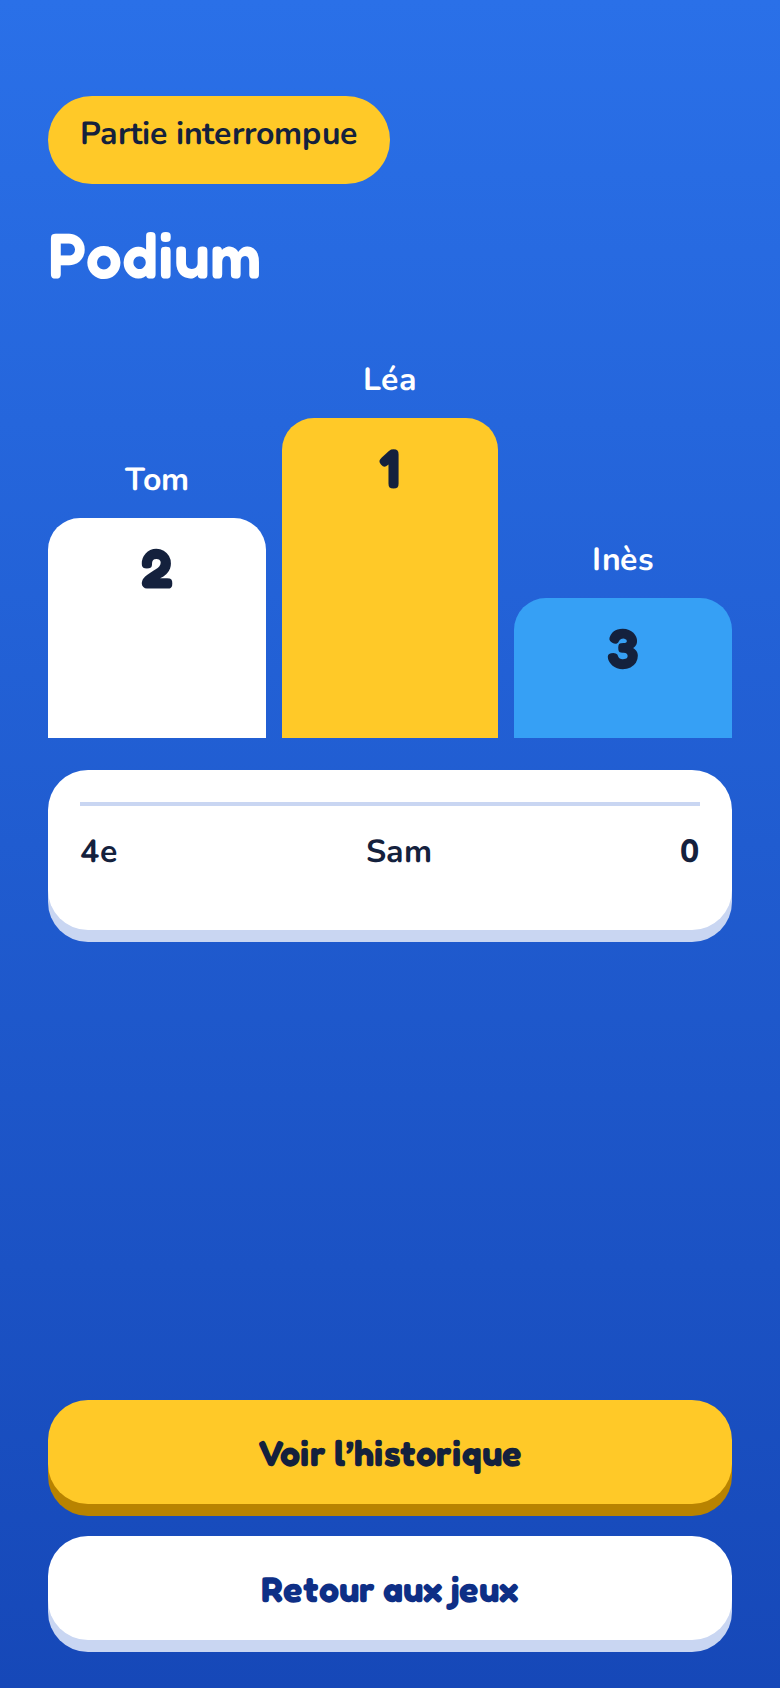 Partie interrompue
Podium
Léa
1
Tom
2
Inès
3
4e Sam 0
Voir l’historique
Retour aux jeux